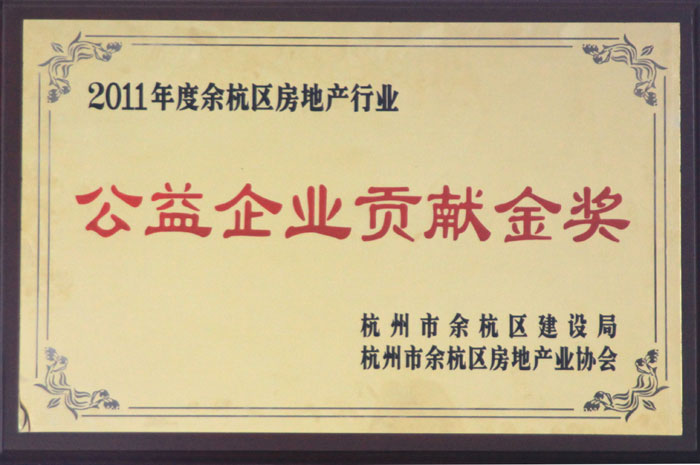 2011年度余杭区房地产行业
公益企业贡献金奖
杭州市余杭区建设局
杭州市余杭区房地产业协会